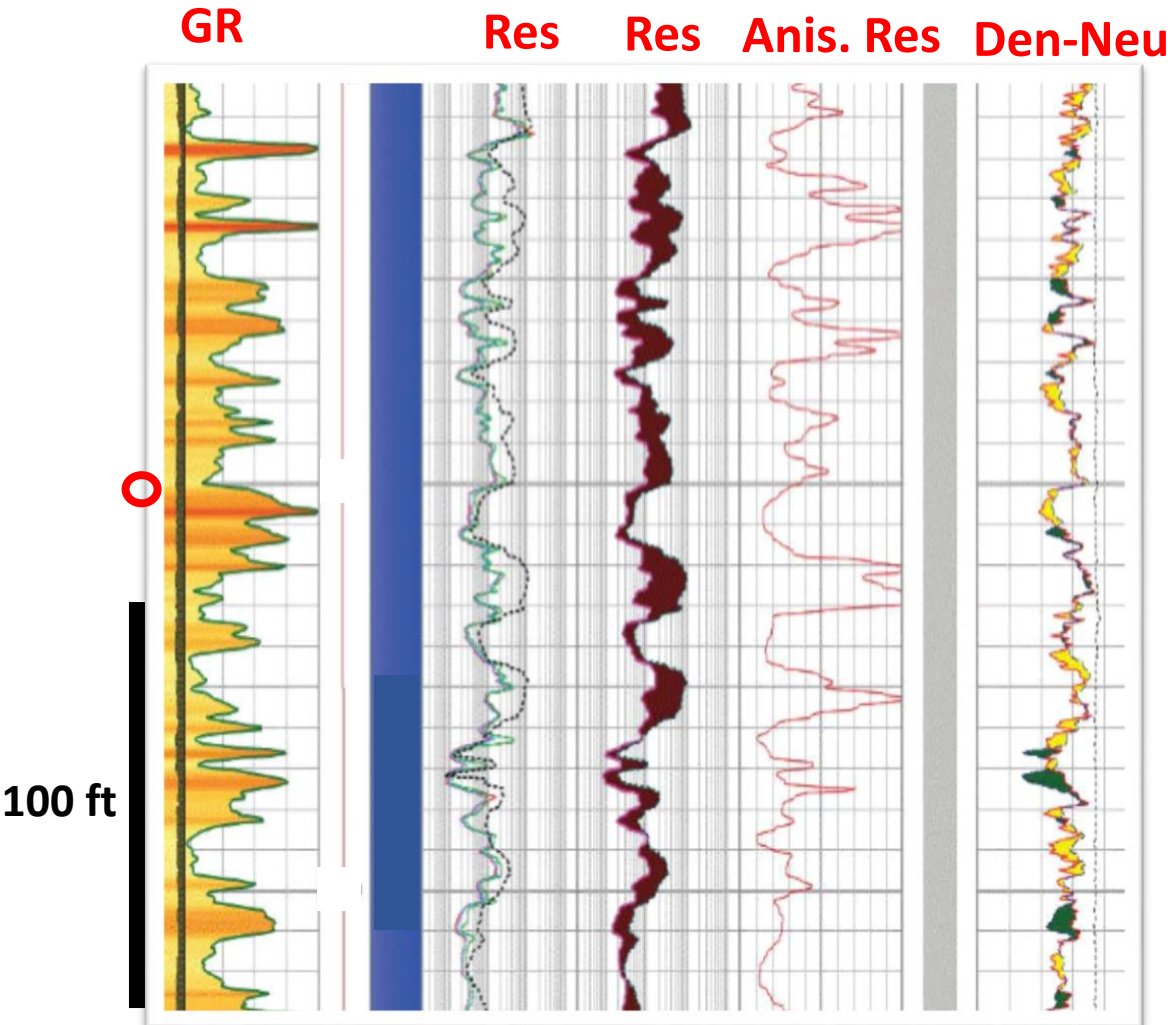 GR
Res
Res
Anis. Res
Den-Neu
100 ft